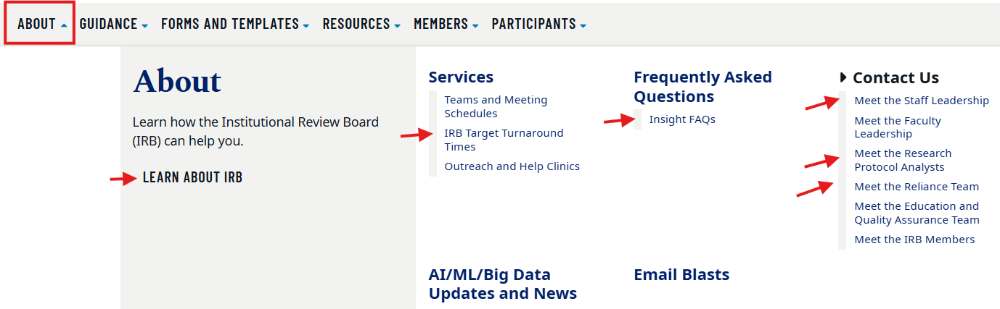 ABOUT GUIDANCE FORMS AND TEMPLATES RESOURCES MEMBERS PARTICIPANTS
About
Learn how the Institutional Review Board
(IRB) can help you.
LEARN ABOUT IRB
Services
Teams and Meeting
Schedules
IRB Target Turnaround
Times
Outreach and Help Clinics
Frequently Asked
Questions
Insight FAQs
Contact Us
Meet the Staff Leadership
Meet the Faculty
Leadership
Meet the Research
Protocol Analysts
Meet the Reliance Team
Meet the Education and
Quality Assurance Team
Meet the IRB Members
AI/ML/Big Data
Updates and News
Email Blasts